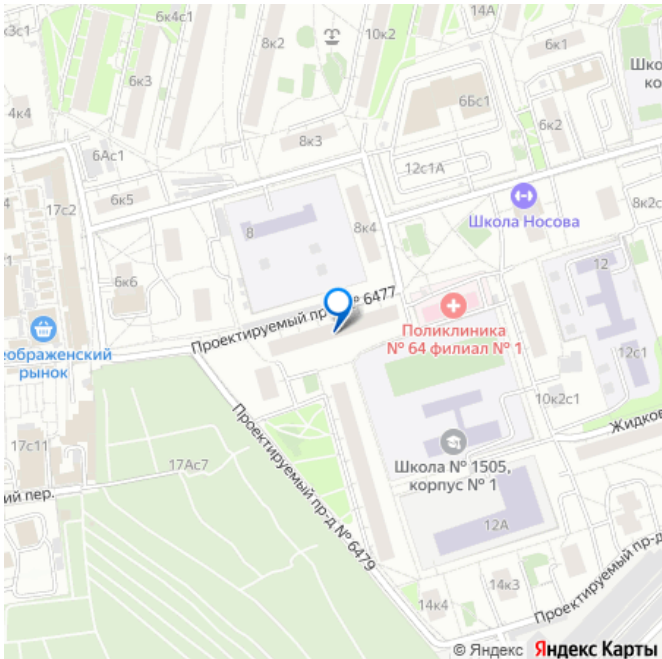 6к4с1
14А
с3с1
8к2
10к2
6к1
6к3
Шко
ко
4к4
6Бс1
6к2
8к3
6Ас1
12с1А
17с2
6к5
Школа Носова
8к2с
8
8к4
12
6к6
Проектируемый пр-д № 6477
Поликлиника
№ 64 филиал № 1
еображенский
рынок
12с1
10к2с1
Жидков
17с11
17Ас7
Школа № 1505,
корпус № 1
ий пер.
Проектируемый пр-д № 6479
12А
14к3
14к4
Проектируемый пр-д
© Яндекс Яндекс Карты